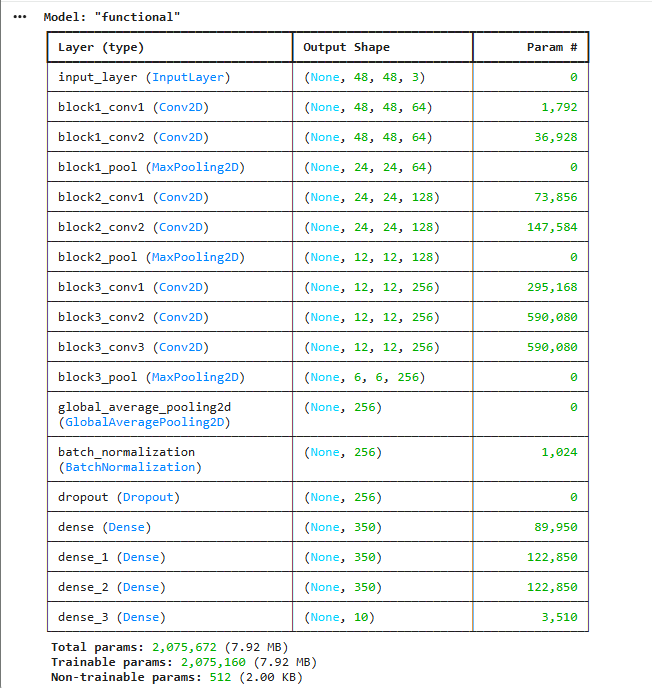 ••• Model: "functional"
Layer (type) Output Shape Param #
input_layer (InputLayer) (None, 48, 48, 3) 0
block1_conv1 (Conv2D) (None, 48, 48, 64) 1,792
block1_conv2 (Conv2D) (None, 48, 48, 64) 36,928
block1_pool (MaxPooling2D) (None, 24, 24, 64) 0
block2_conv1 (Conv2D) (None, 24, 24, 128) 73,856
block2_conv2 (Conv2D) (None, 24, 24, 128) 147,584
block2_pool (MaxPooling2D) (None, 12, 12, 128) 0
block3_conv1 (Conv2D) (None, 12, 12, 256) 295,168
block3_conv2 (Conv2D) (None, 12, 12, 256) 590,080
block3_conv3 (Conv2D) (None, 12, 12, 256) 590,080
block3_pool (MaxPooling2D) (None, 6, 6, 256) 0
global_average_pooling2d (None, 256) 0
(GlobalAveragePooling2D)
batch_normalization (None, 256) 1,024
(BatchNormalization)
dropout (Dropout) (None, 256) 0
dense (Dense) (None, 350) 89,950
dense_1 (Dense) (None, 350) 122,850
dense_2 (Dense) (None, 350) 122,850
dense_3 (Dense) (None, 10) 3,510
Total params: 2,075,672 (7.92 MB)
Trainable params: 2,075,160 (7.92 MB)
Non-trainable params: 512 (2.00 KB)